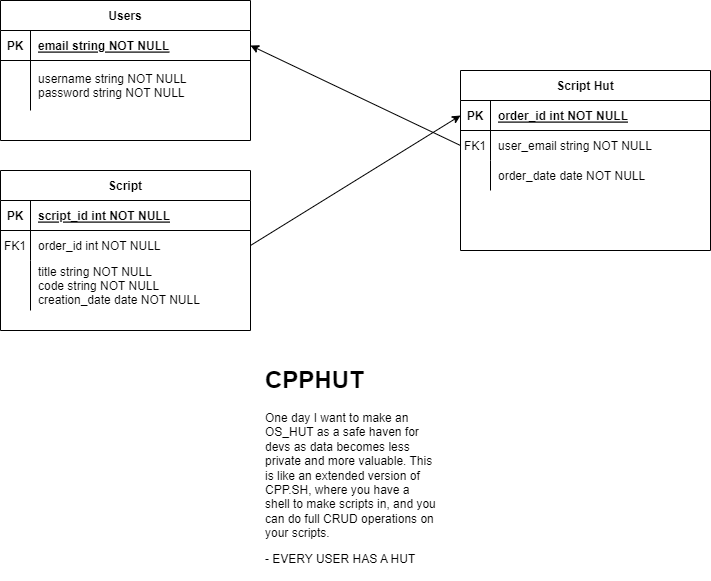 Users
PK email string NOT NULL
username string NOT NULL
password string NOT NULL
Script Hut
PK order_id int NOT NULL
FK1 user_email string NOT NULL
order_date date NOT NULL
Script
PK script_id int NOT NULL
FK1 order_id int NOT NULL
title string NOT NULL
code string NOT NULL
creation_date date NOT NULL
CPPHUT
One day I want to make an
OS_HUT as a safe haven for
devs as data becomes less
private and more valuable. This
is like an extended version of
CPP.SH, where you have a
shell to make scripts in, and you
can do full CRUD operations on
your scripts.
- EVERY USER HAS A HUT